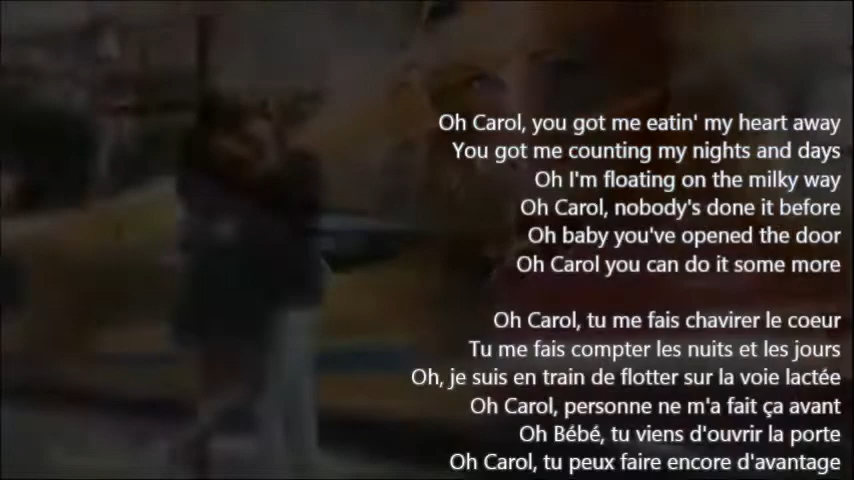 Oh Carol, you got me eatin' my heart away
You got me counting my nights and days
Oh I'm floating on the milky way
Oh Carol, nobody's done it before
Oh baby you've opened the door
Oh Carol you can do it some more
Oh Carol, tu me fais chavirer le coeur
Tu me fais compter les nuits et les jours
Oh, je suis en train de flotter sur la voie lactée
Oh Carol, personne ne m'a fait ça avant
Oh Bébé, tu viens d'ouvrir la porte
Oh Carol, tu peux faire encore d'avantage